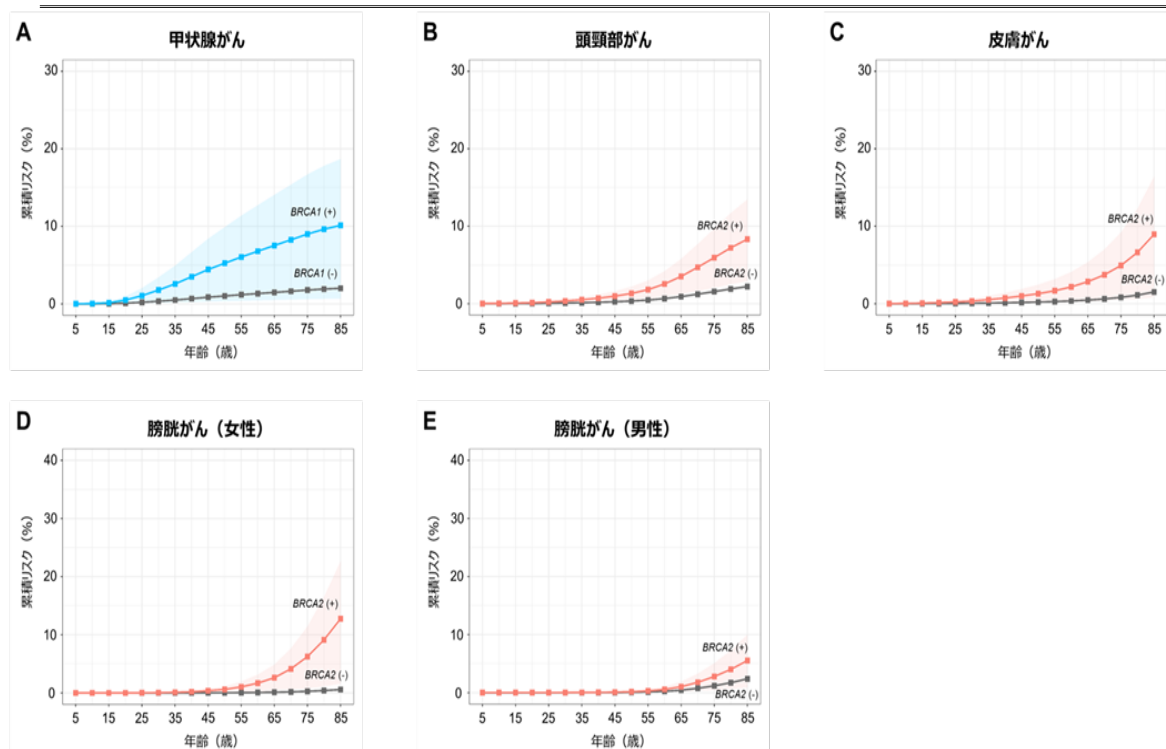 A
甲状腺がん
累積リスク（%）
30
20
10
0
BRCA1 (+)
BRCA1 (-)
5 15 25 35 45 55 65 75 85
年齢（歳）
B
頭頸部がん
累積リスク（%）
30
20
10
0
BRCA2 (+)
BRCA2 (-)
5 15 25 35 45 55 65 75 85
年齢（歳）
C
皮膚がん
累積リスク（%）
30
20
10
0
BRCA2 (+)
BRCA2 (-)
5 15 25 35 45 55 65 75 85
年齢（歳）
D
膀胱がん（女性）
累積リスク（%）
40
30
20
10
0
BRCA2 (+)
BRCA2 (-)
5 15 25 35 45 55 65 75 85
年齢（歳）
E
膀胱がん（男性）
累積リスク（%）
40
30
20
10
0
BRCA2 (+)
BRCA2 (-)
5 15 25 35 45 55 65 75 85
年齢（歳）